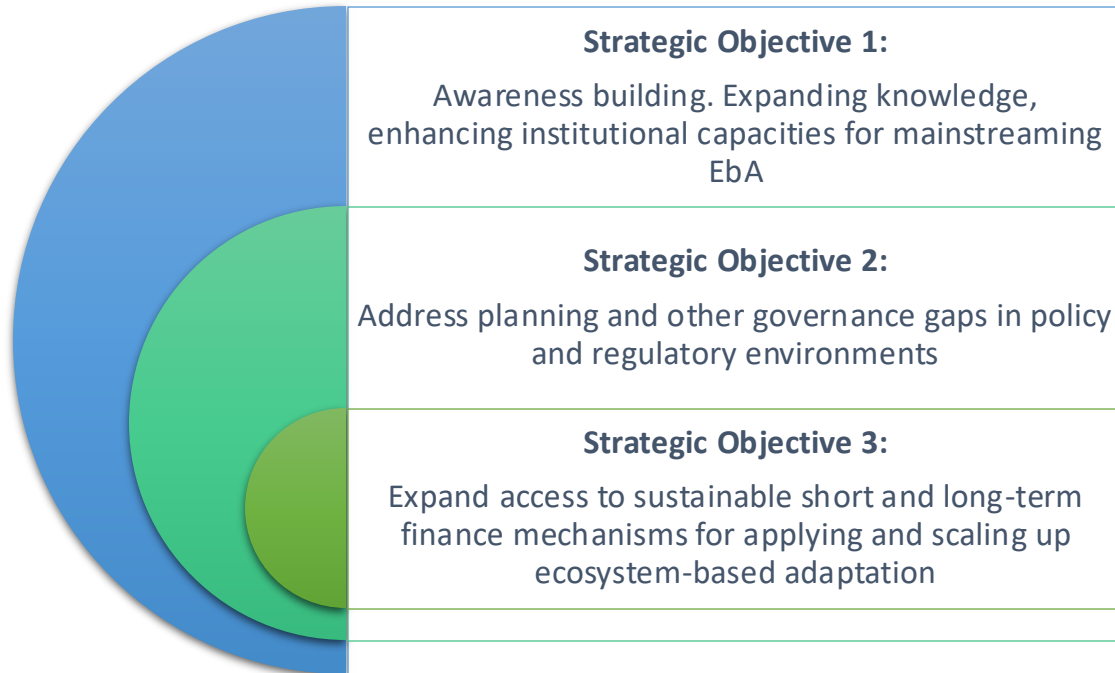 Strategic Objective 1:
Awareness building. Expanding knowledge,
enhancing institutional capacities for mainstreaming
EbA
Strategic Objective 2:
Address planning and other governance gaps in policy
and regulatory environments
Strategic Objective 3:
Expand access to sustainable short and long-term
finance mechanisms for applying and scaling up
ecosystem-based adaptation